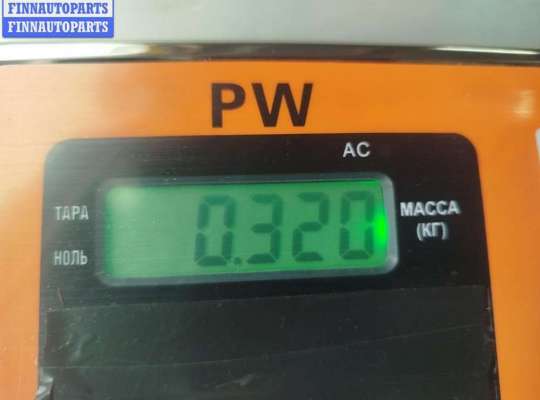 FINNAUTOPARTS
FINNAUTOPARTS
PW
AC
ТАРА
0.320
МАССА
(КГ)
НОЛЬ